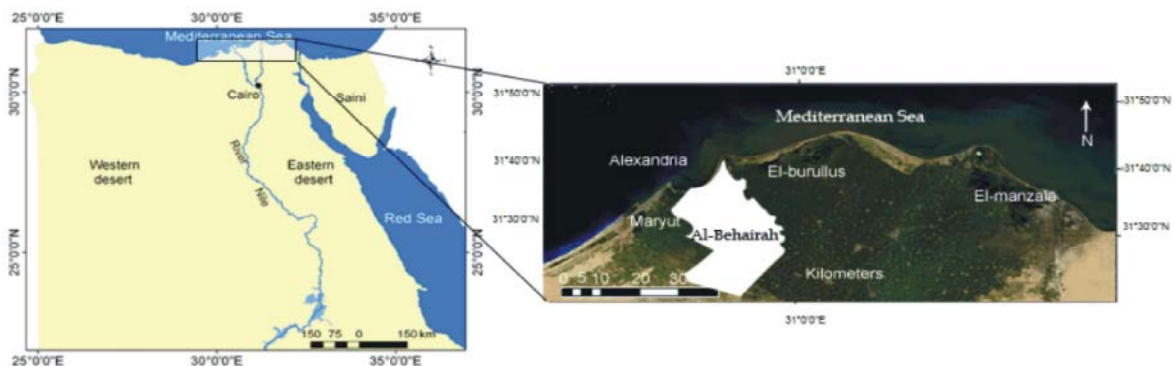 25°0'0"E
30°0'0"E
35°0'0"E
Mediterranean Sea
30°0'0"N
30°0'0"N
Cairo
Saini
Western
desert
River
Nile
Eastern
desert
Red Sea
25°0'0"N
25°0'0"N
150 75 0
150 km
25°0'0"E
30°0'0"E
35°0'0"E
31°0'0"E
31°50'0"N
31°50'0"N
Mediterranean Sea
N
Alexandria
31°40'0"N
31°40'0"N
El-burullus
El-manzala
Maryut
31°30'0"N
31°30'0"N
Al-Behairah
0 5 10 20 30
Kilometers
31°0'0"E